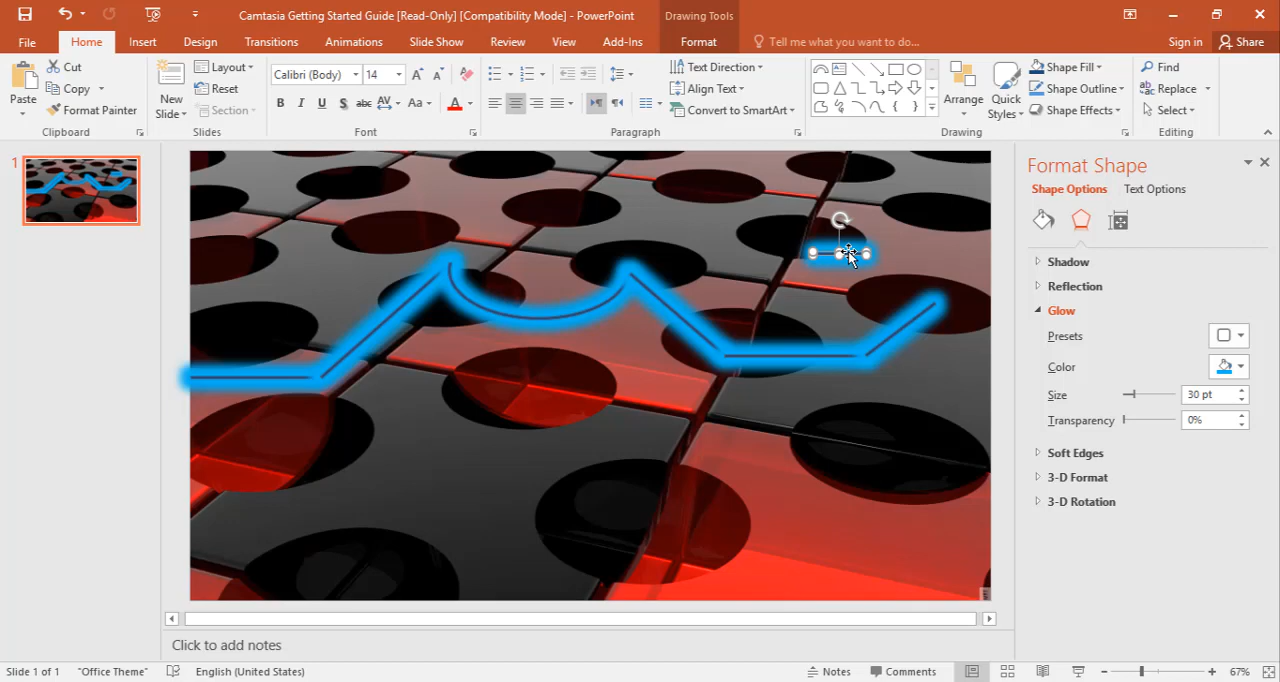 Camtasia Getting Started Guide [Read-Only] [Compatibility Mode] - PowerPoint
Drawing Tools
File Home Insert Design Transitions Animations Slide Show Review View Add-Ins Format Tell me what you want to do... Sign in Share
Paste
Cut
Copy
Format Painter
Clipboard
New Slide
Layout
Reset
Section
Slides
Calibri (Body) 14
B I U S abc AV Aa A
Font
Text Direction
Align Text
Convert to SmartArt
Paragraph
Arrange
Quick Styles
Shape Fill
Shape Outline
Shape Effects
Drawing
Find
Replace
Select
Editing
1
Format Shape
Shape Options Text Options
Shadow
Reflection
Glow
Presets
Color
Size 30 pt
Transparency 0%
Soft Edges
3-D Format
3-D Rotation
Click to add notes
Slide 1 of 1 "Office Theme" English (United States) Notes Comments 67%